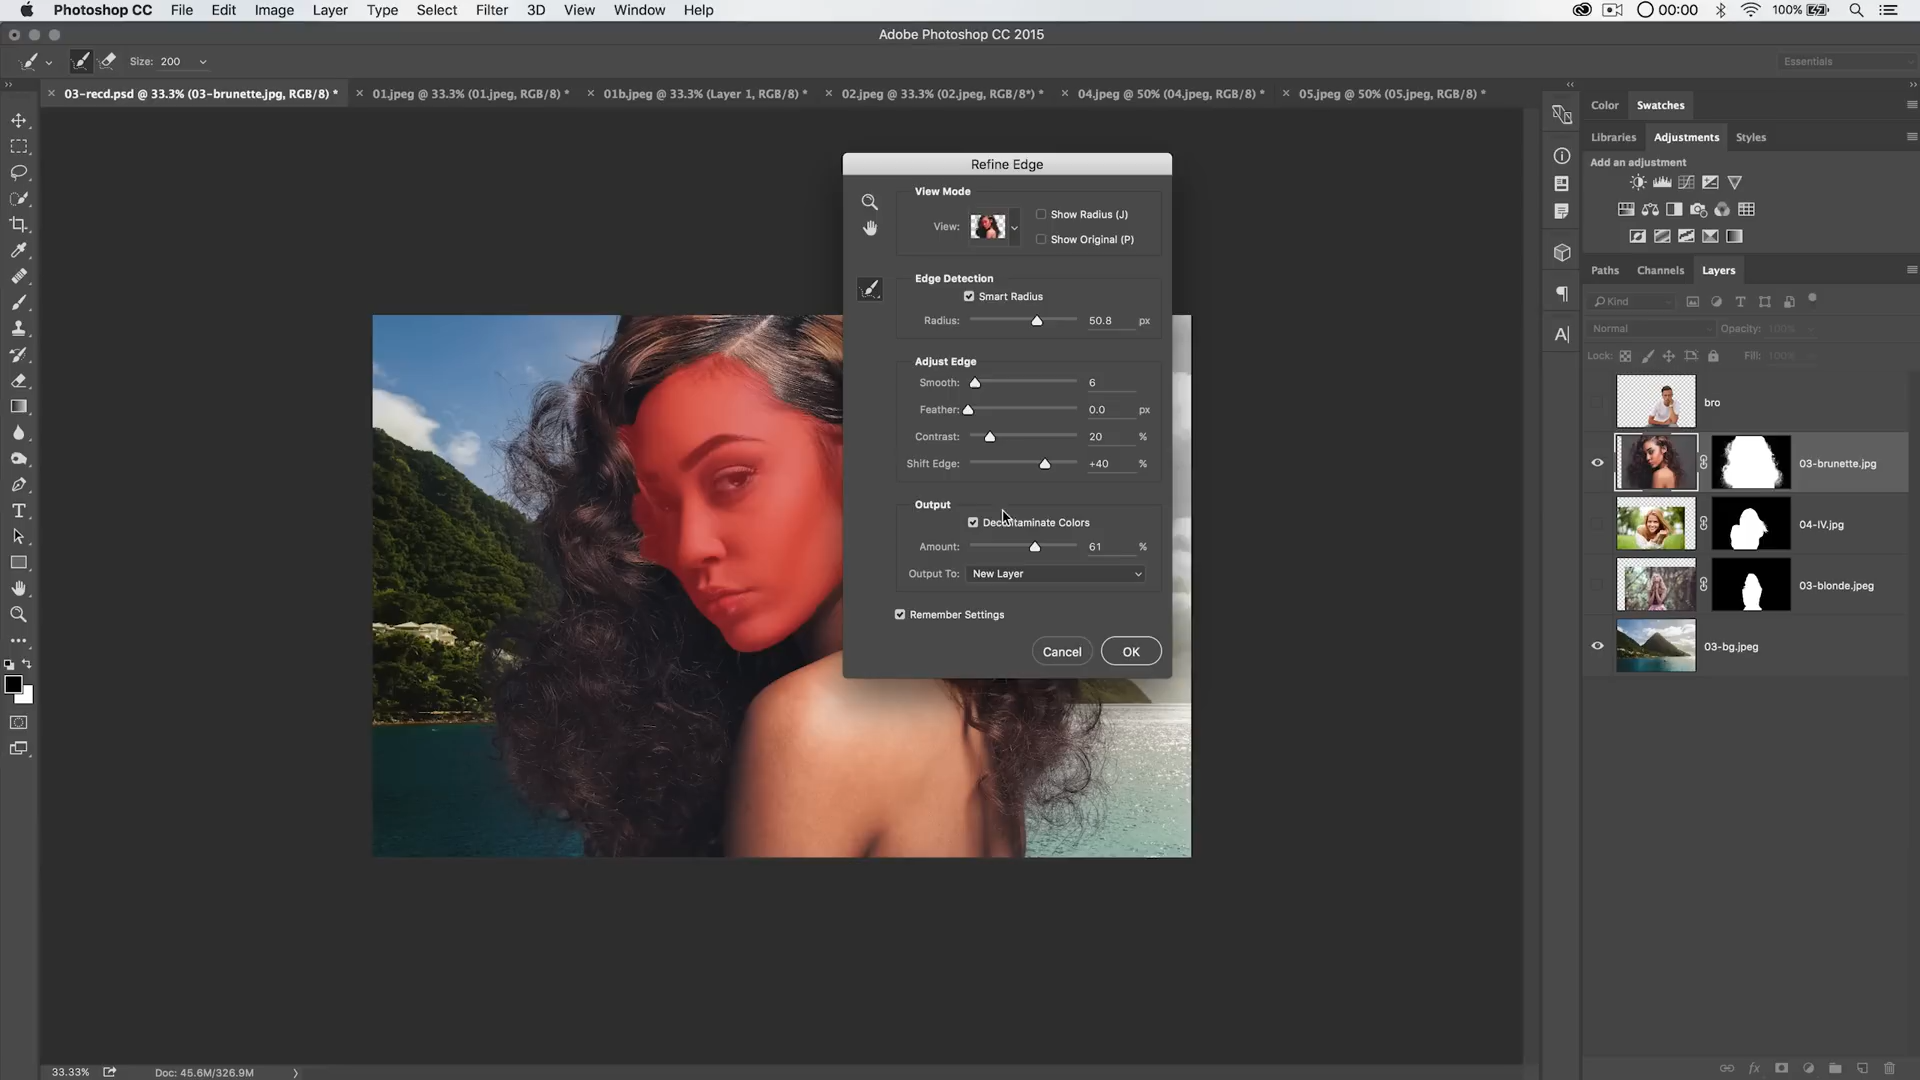 Photoshop CC File Edit Image Layer Type Select Filter 3D View Window Help 00:00 100%
Adobe Photoshop CC 2015
Size: 200 Essentials
03-recd.psd @ 33.3% (03-brunette.jpg, RGB/8) * 01.jpeg @ 33.3% (01.jpeg, RGB/8) * 01b.jpeg @ 33.3% (Layer 1, RGB/8) * 02.jpeg @ 33.3% (02.jpeg, RGB/8*) * 04.jpeg @ 50% (04.jpeg, RGB/8) * 05.jpeg @ 50% (05.jpeg, RGB/8) *
Refine Edge
View Mode
View:
Show Radius (J)
Show Original (P)
Edge Detection
Smart Radius
Radius: 50.8 px
Adjust Edge
Smooth: 6
Feather: 0.0 px
Contrast: 20 %
Shift Edge: +40 %
Output
Decontaminate Colors
Amount: 61 %
Output To: New Layer
Remember Settings
Cancel OK
Color Swatches
Libraries Adjustments Styles
Add an adjustment
Paths Channels Layers
Kind
Normal Opacity: 100%
Lock: Fill: 100%
bro
03-brunette.jpg
04-IV.jpg
03-blonde.jpeg
03-bg.jpeg
33.33% Doc: 45.6M/326.9M